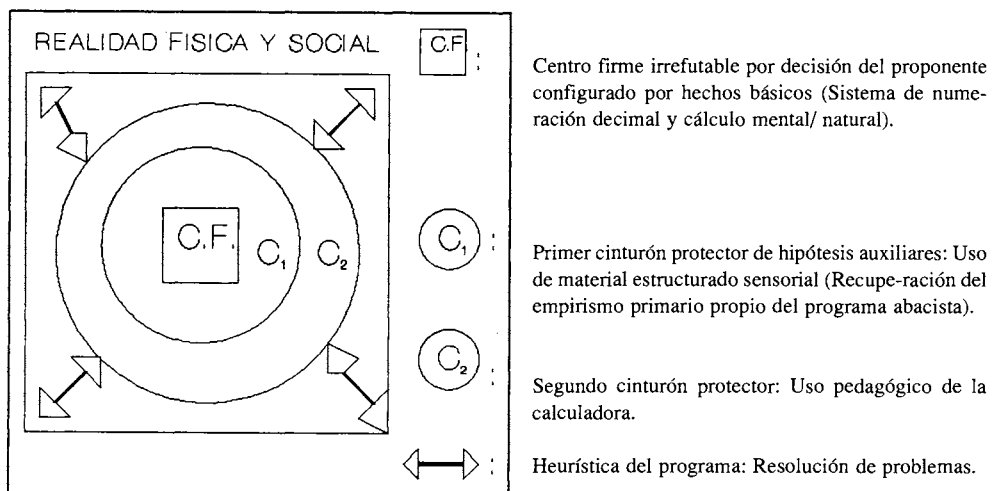 REALIDAD FISICA Y SOCIAL
C.F. C₁ C₂
C.F :
Centro firme irrefutable por decisión del proponente
configurado por hechos básicos (Sistema de nume-
ración decimal y cálculo mental/ natural).
C₁ :
Primer cinturón protector de hipótesis auxiliares: Uso
de material estructurado sensorial (Recupe-ración del
empirismo primario propio del programa abacista).
C₂ :
Segundo cinturón protector: Uso pedagógico de la
calculadora.
: Heurística del programa: Resolución de problemas.